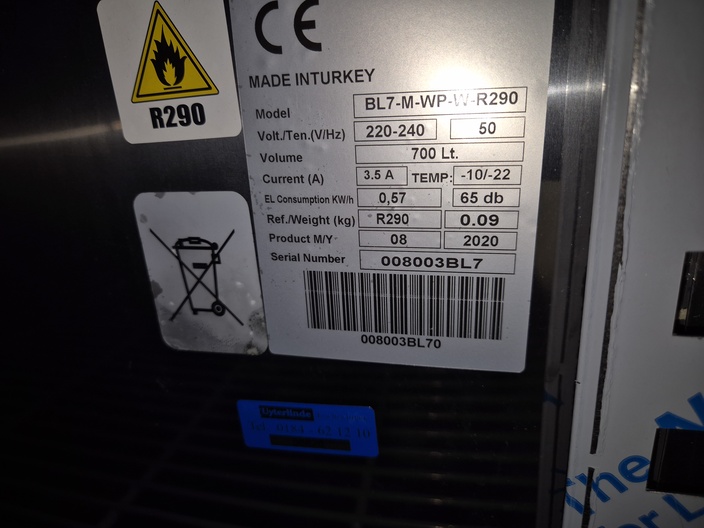 CE
R290
MADE INTURKEY
Model BL7-M-WP-W-R290
Volt./Ten.(V/Hz) 220-240 50
Volume 700 Lt.
Current (A) 3.5 A TEMP: -10/-22
EL Consumption KW/h 0,57 65 db
Ref./Weight (kg) R290 0.09
Product M/Y 08 2020
Serial Number 008003BL7
008003BL70
The